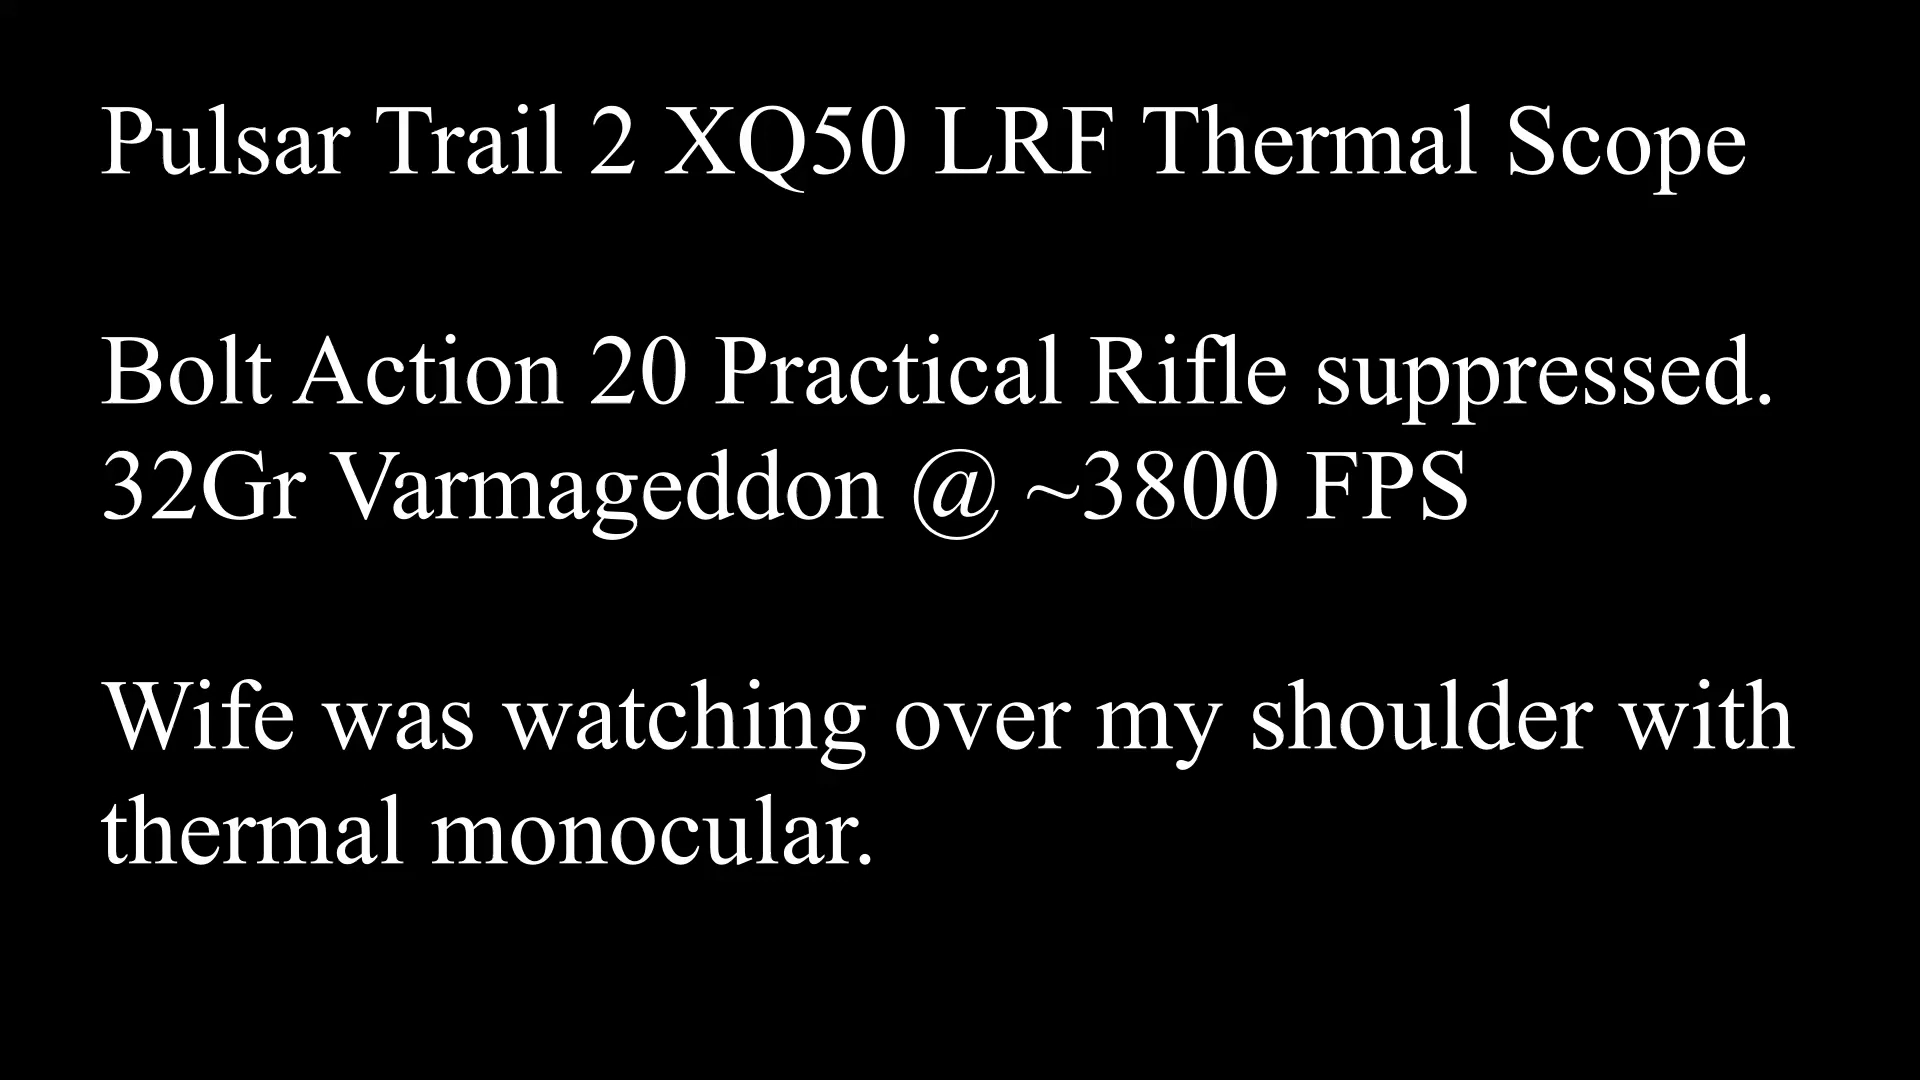 Pulsar Trail 2 XQ50 LRF Thermal Scope
Bolt Action 20 Practical Rifle suppressed.
32Gr Varmageddon @ ~3800 FPS
Wife was watching over my shoulder with
thermal monocular.